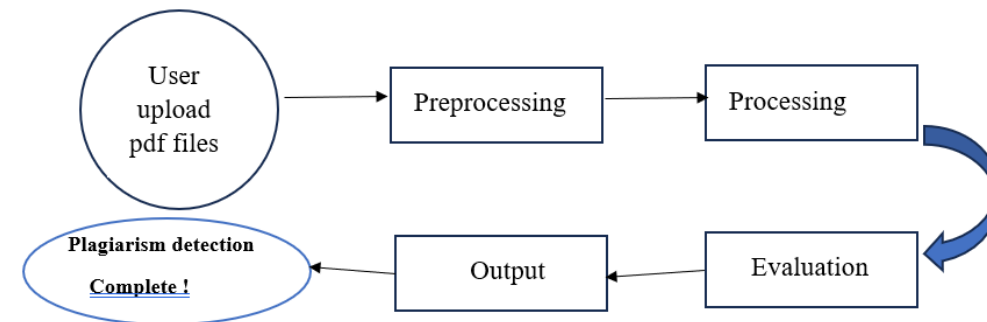 User
upload
pdf files
Preprocessing
Processing
Evaluation
Output
Plagiarism detection
Complete !